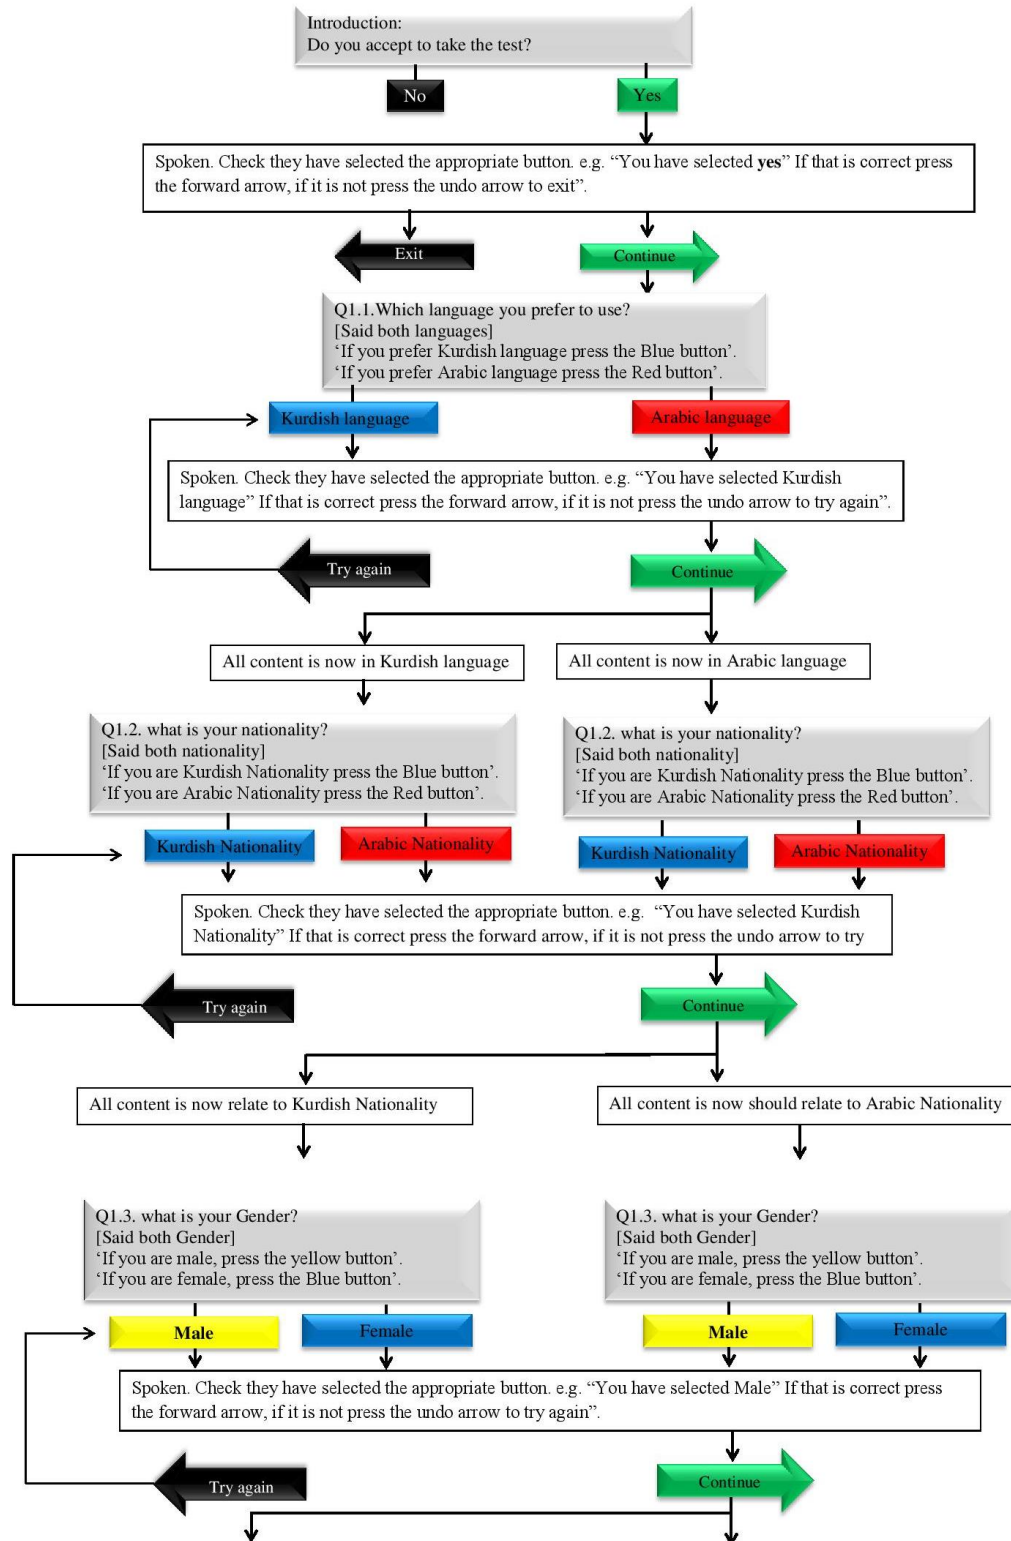 Introduction:
Do you accept to take the test?
No
Yes
Spoken. Check they have selected the appropriate button. e.g. “You have selected yes” If that is correct press
the forward arrow, if it is not press the undo arrow to exit”.
Exit
Continue
Q1.1.Which language you prefer to use?
[Said both languages]
‘If you prefer Kurdish language press the Blue button’.
‘If you prefer Arabic language press the Red button’.
Kurdish language
Arabic language
Spoken. Check they have selected the appropriate button. e.g. “You have selected Kurdish
language” If that is correct press the forward arrow, if it is not press the undo arrow to try again”.
Try again
Continue
All content is now in Kurdish language
All content is now in Arabic language
Q1.2. what is your nationality?
[Said both nationality]
‘If you are Kurdish Nationality press the Blue button’.
‘If you are Arabic Nationality press the Red button’.
Q1.2. what is your nationality?
[Said both nationality]
‘If you are Kurdish Nationality press the Blue button’.
‘If you are Arabic Nationality press the Red button’.
Kurdish Nationality
Arabic Nationality
Kurdish Nationality
Arabic Nationality
Spoken. Check they have selected the appropriate button. e.g. “You have selected Kurdish
Nationality” If that is correct press the forward arrow, if it is not press the undo arrow to try
Try again
Continue
All content is now relate to Kurdish Nationality
All content is now should relate to Arabic Nationality
Q1.3. what is your Gender?
[Said both Gender]
‘If you are male, press the yellow button’.
‘If you are female, press the Blue button’.
Q1.3. what is your Gender?
[Said both Gender]
‘If you are male, press the yellow button’.
‘If you are female, press the Blue button’.
Male
Female
Male
Female
Spoken. Check they have selected the appropriate button. e.g. “You have selected Male” If that is correct press
the forward arrow, if it is not press the undo arrow to try again”.
Try again
Continue